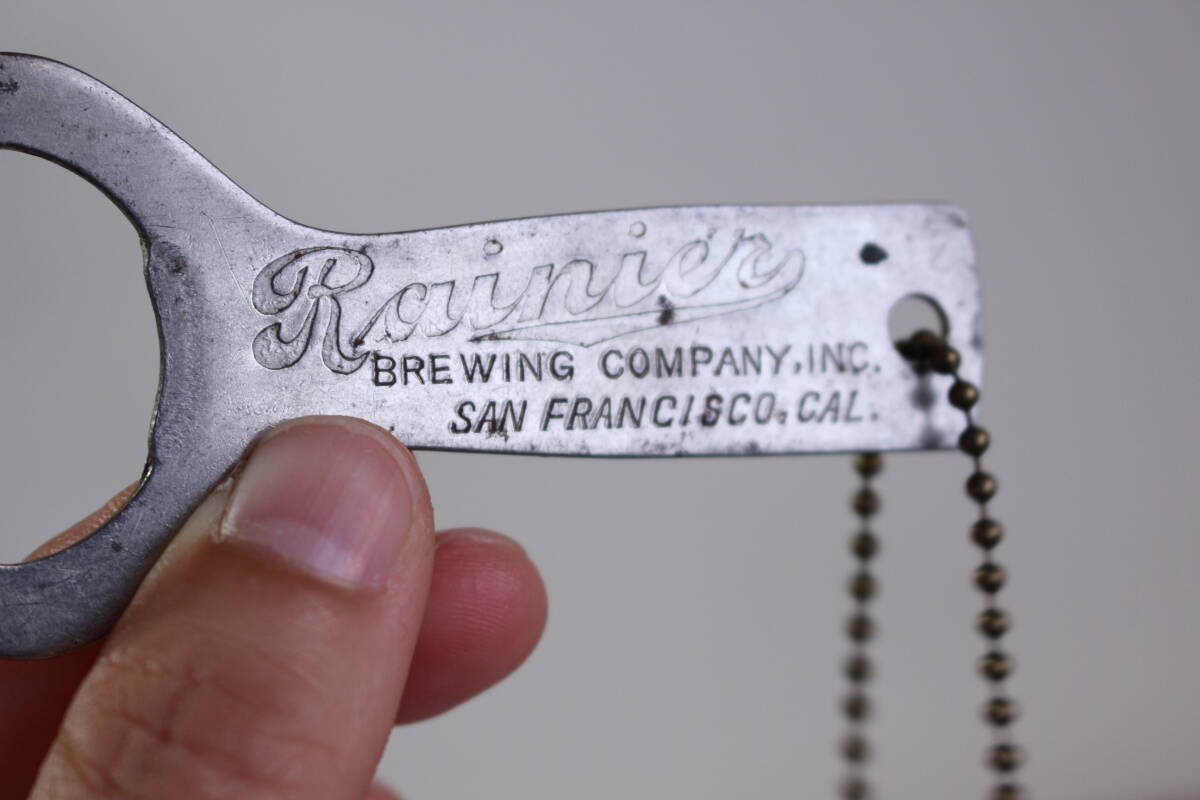 Rainier
BREWING COMPANY, INC.
SAN FRANCISCO, CAL.